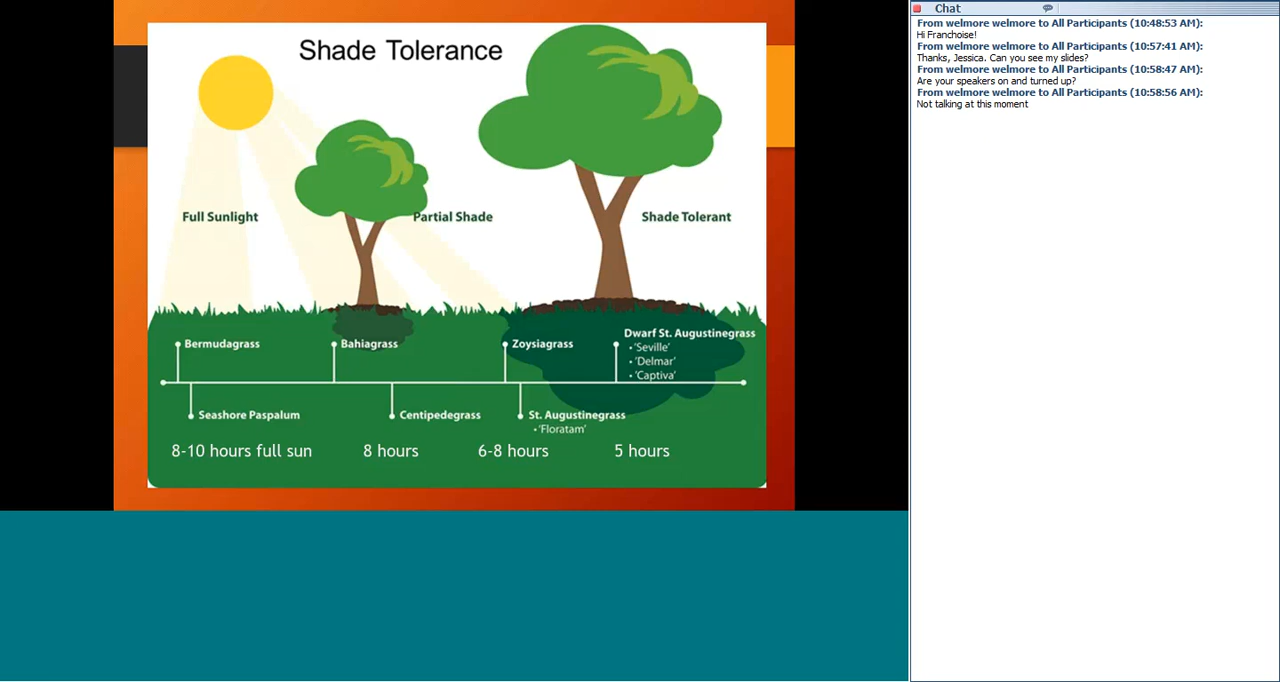 Shade Tolerance
Full Sunlight
Partial Shade
Shade Tolerant
Bermudagrass
Bahiagrass
Zoysiagrass
Dwarf St. Augustinegrass
• 'Seville'
• 'Delmar'
• 'Captiva'
Seashore Paspalum
Centipedegrass
St. Augustinegrass
• 'Floratam'
8-10 hours full sun
8 hours
6-8 hours
5 hours
Chat
From welmore welmore to All Participants (10:48:53 AM):
Hi Franchoise!
From welmore welmore to All Participants (10:57:41 AM):
Thanks, Jessica. Can you see my slides?
From welmore welmore to All Participants (10:58:47 AM):
Are your speakers on and turned up?
From welmore welmore to All Participants (10:58:56 AM):
Not talking at this moment